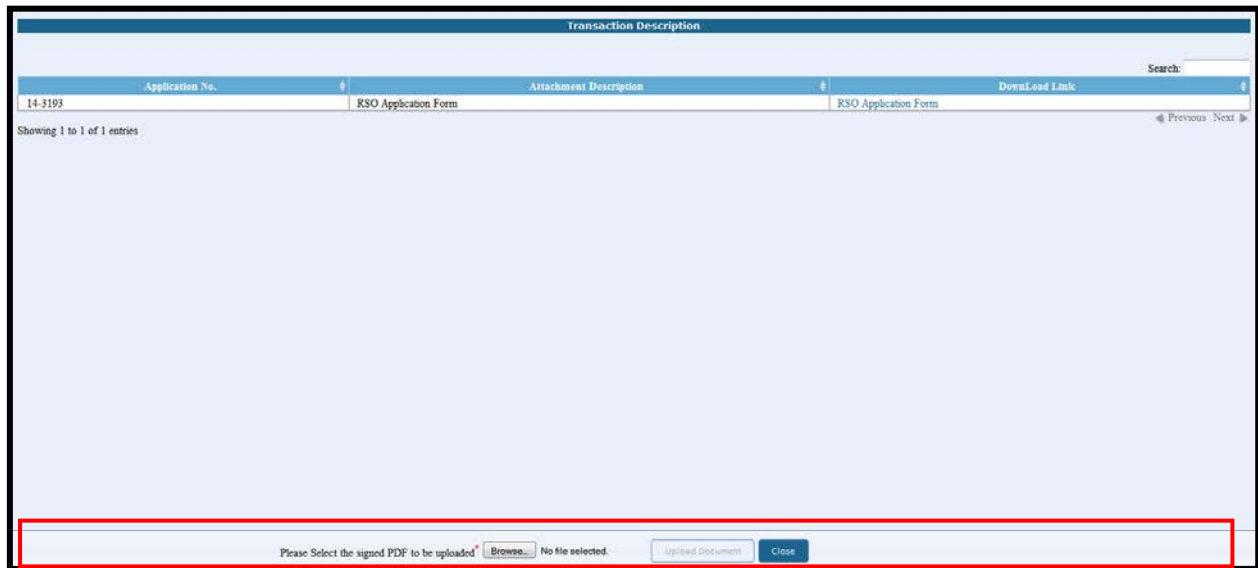 Transaction Description
Search:
Application No. Attachment Description DownLoad Link
14-3193 RSO Application Form RSO Application Form
Previous Next
Showing 1 to 1 of 1 entries
Please Select the signed PDF to be uploaded* Browse... No file selected. Upload Document Close